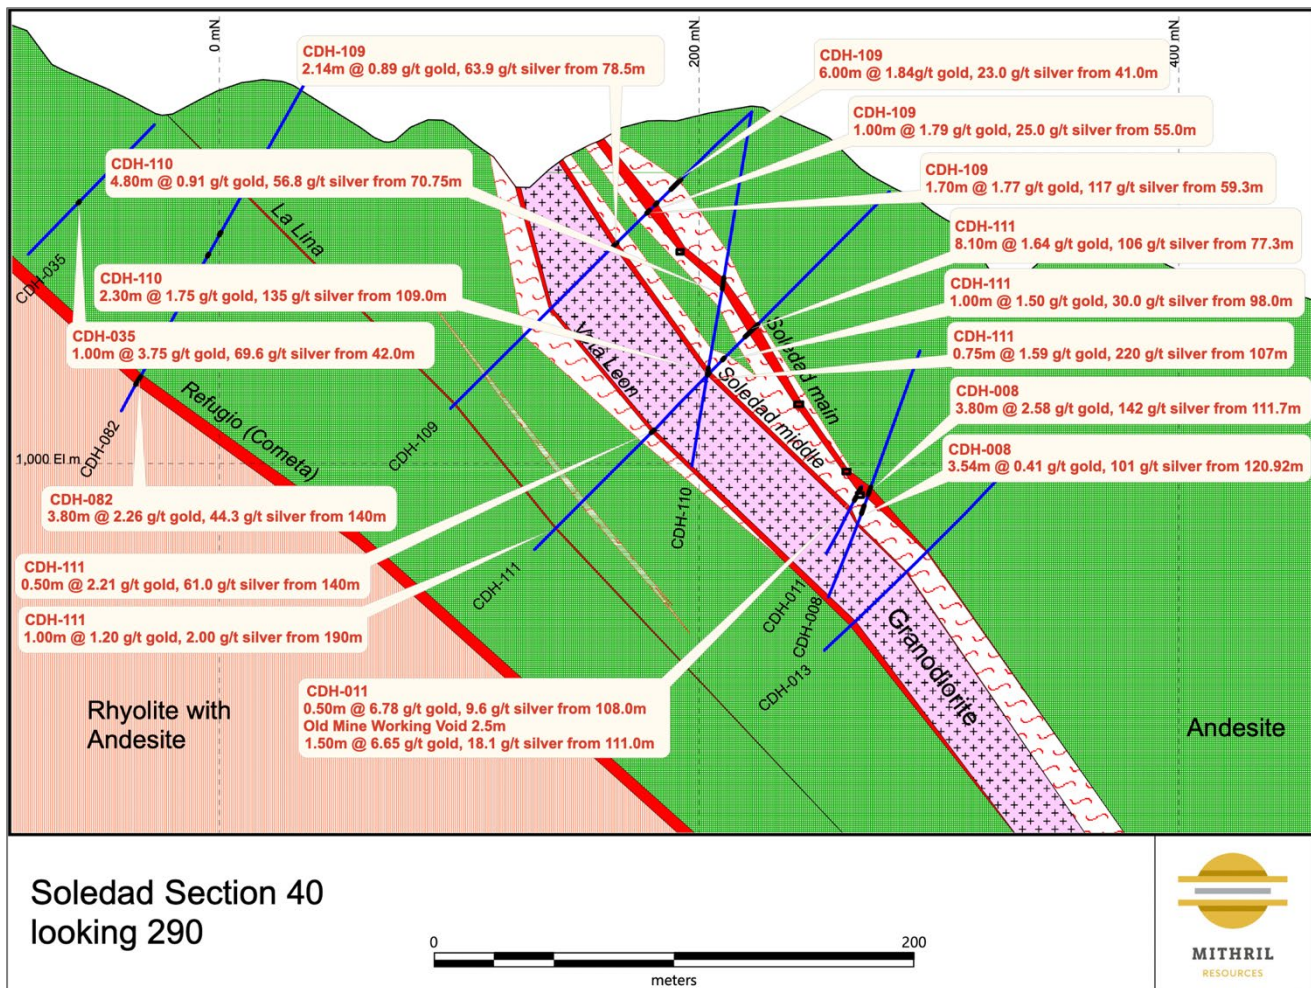 0 mN
200 mN
400 mN
CDH-109
2.14m @ 0.89 g/t gold, 63.9 g/t silver from 78.5m
CDH-109
6.00m @ 1.84g/t gold, 23.0 g/t silver from 41.0m
CDH-109
1.00m @ 1.79 g/t gold, 25.0 g/t silver from 55.0m
CDH-110
4.80m @ 0.91 g/t gold, 56.8 g/t silver from 70.75m
CDH-109
1.70m @ 1.77 g/t gold, 117 g/t silver from 59.3m
La Lina
CDH-111
8.10m @ 1.64 g/t gold, 106 g/t silver from 77.3m
CDH-035
CDH-110
2.30m @ 1.75 g/t gold, 135 g/t silver from 109.0m
CDH-111
1.00m @ 1.50 g/t gold, 30.0 g/t silver from 98.0m
CDH-035
1.00m @ 3.75 g/t gold, 69.6 g/t silver from 42.0m
Vta Leon
Soledad main
CDH-111
0.75m @ 1.59 g/t gold, 220 g/t silver from 107m
Soledad middle
Refugio (Cometa)
CDH-008
3.80m @ 2.58 g/t gold, 142 g/t silver from 111.7m
CDH-082
CDH-109
1,000 El m
CDH-008
3.54m @ 0.41 g/t gold, 101 g/t silver from 120.92m
CDH-110
CDH-082
3.80m @ 2.26 g/t gold, 44.3 g/t silver from 140m
CDH-111
0.50m @ 2.21 g/t gold, 61.0 g/t silver from 140m
CDH-111
CDH-011
CDH-008
CDH-111
1.00m @ 1.20 g/t gold, 2.00 g/t silver from 190m
CDH-013
Granodiorite
CDH-011
0.50m @ 6.78 g/t gold, 9.6 g/t silver from 108.0m
Old Mine Working Void 2.5m
1.50m @ 6.65 g/t gold, 18.1 g/t silver from 111.0m
Rhyolite with
Andesite
Andesite
Soledad Section 40
looking 290
0
200
meters
MITHRIL
RESOURCES